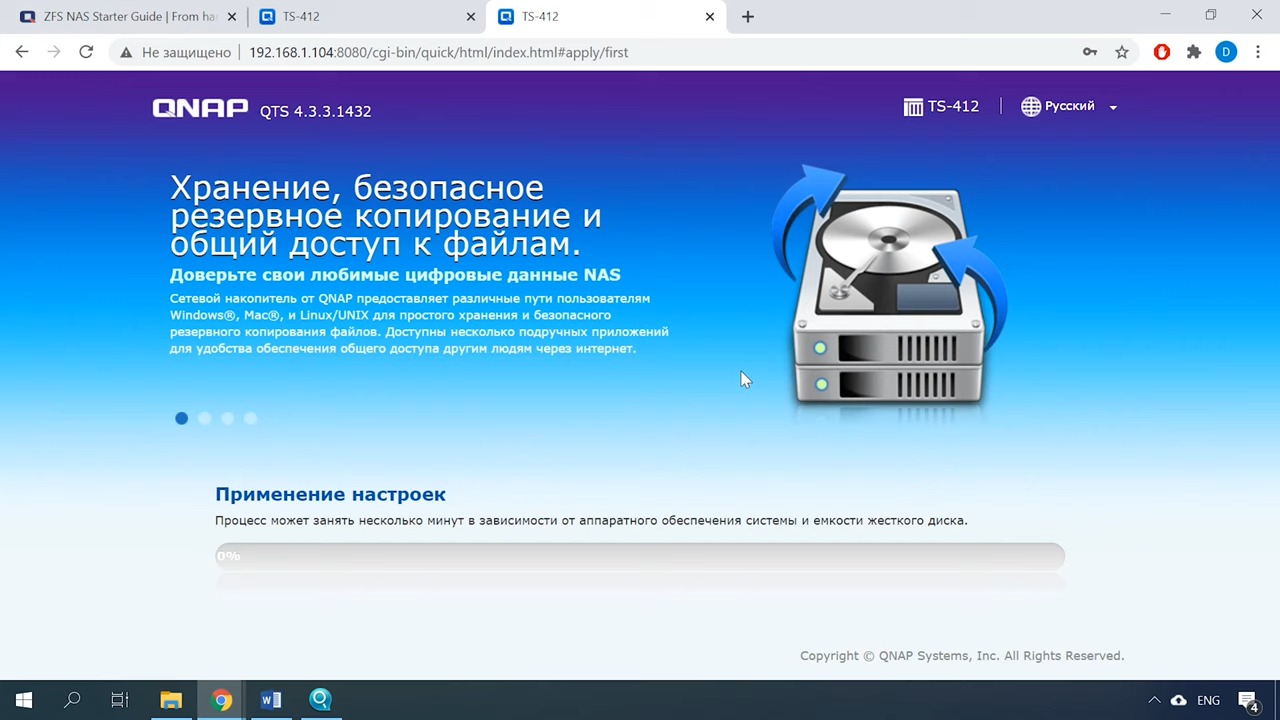 ZFS NAS Starter Guide | From ha
TS-412
TS-412
Не защищено
192.168.1.104:8080/cgi-bin/quick/html/index.html#apply/first
D
QNAP QTS 4.3.3.1432
TS-412
Русский
Хранение, безопасное
резервное копирование и
общий доступ к файлам.
Доверьте свои любимые цифровые данные NAS
Сетевой накопитель от QNAP предоставляет различные пути пользователям
Windows®, Mac®, и Linux/UNIX для простого хранения и безопасного
резервного копирования файлов. Доступны несколько подручных приложений
для удобства обеспечения общего доступа другим людям через интернет.
Применение настроек
Процесс может занять несколько минут в зависимости от аппаратного обеспечения системы и емкости жесткого диска.
0%
Copyright © QNAP Systems, Inc. All Rights Reserved.
ENG
4